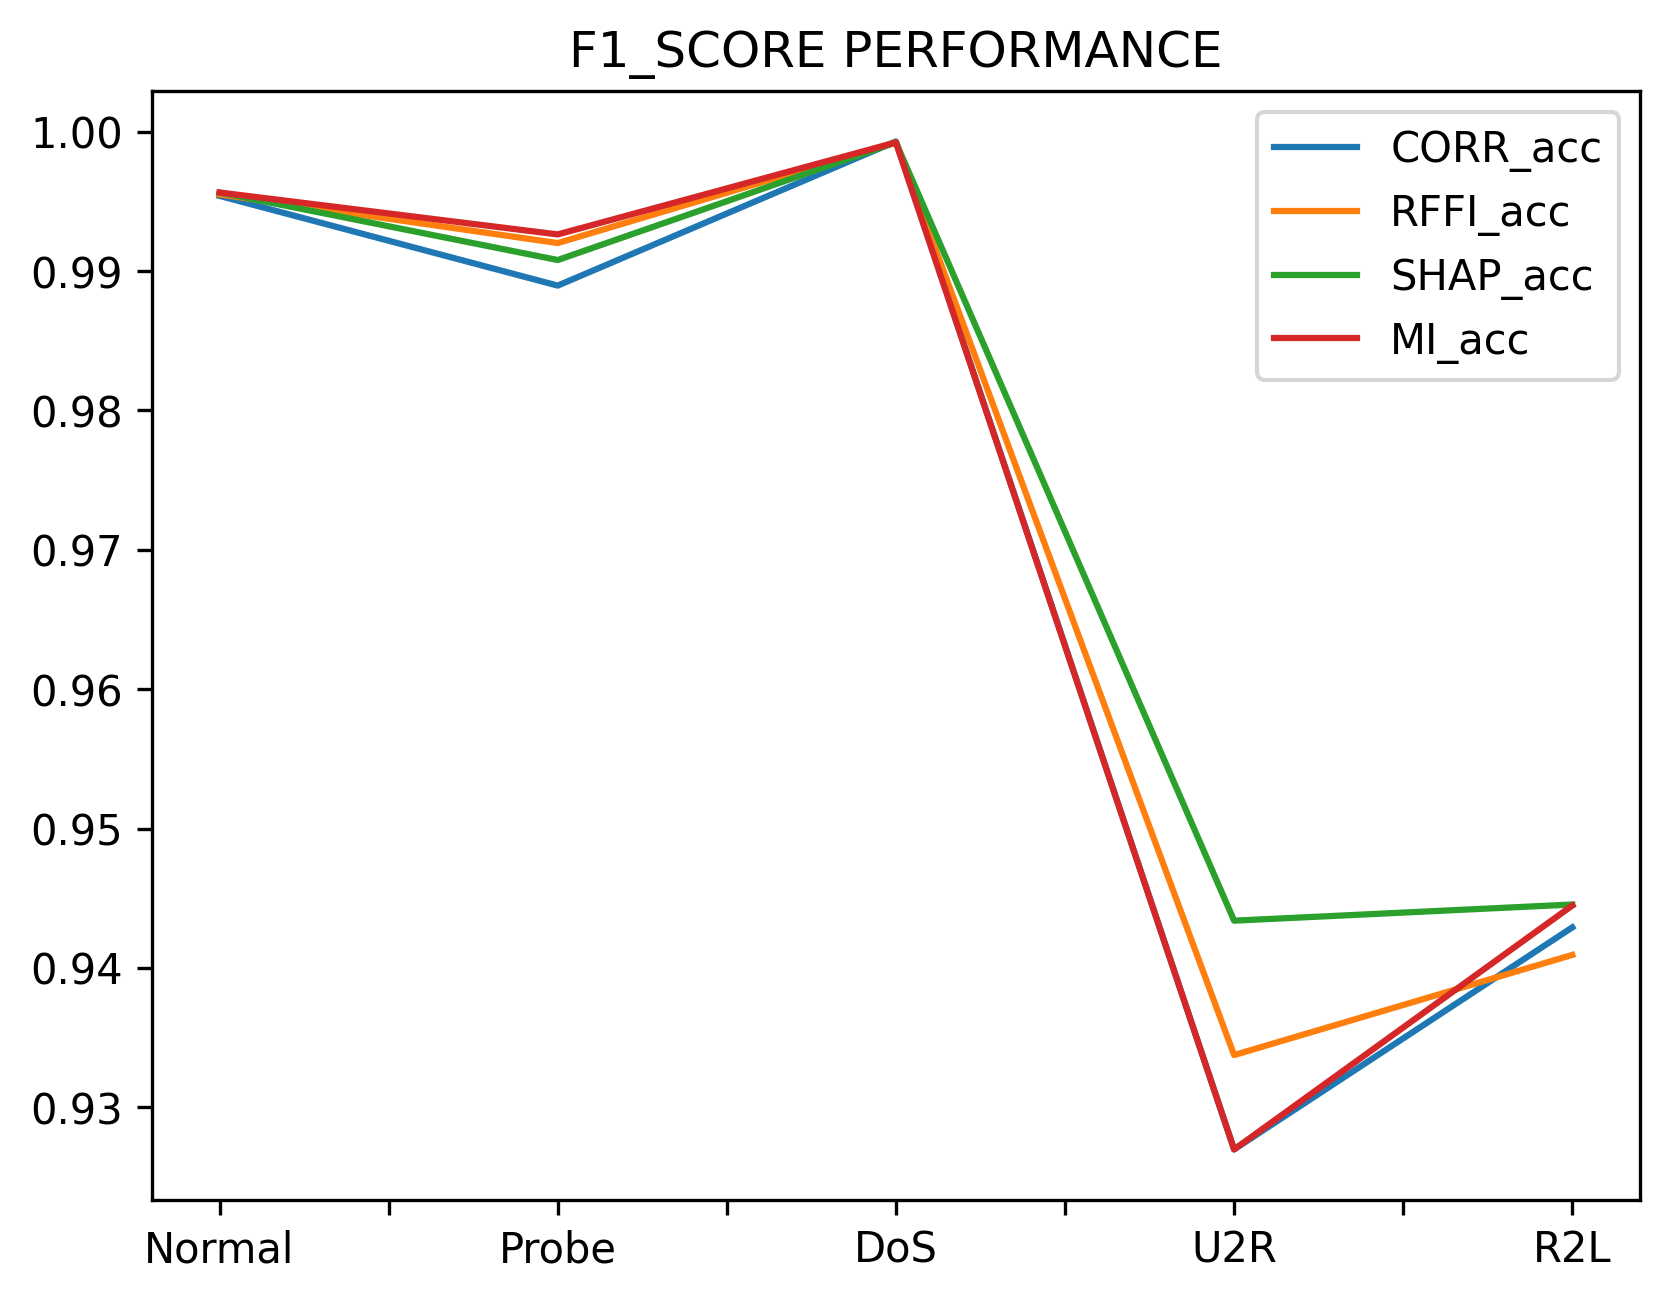 F1_SCORE PERFORMANCE
1.00
0.99
0.98
0.97
0.96
0.95
0.94
0.93
CORR_acc
RFFI_acc
SHAP_acc
MI_acc
Normal Probe DoS U2R R2L